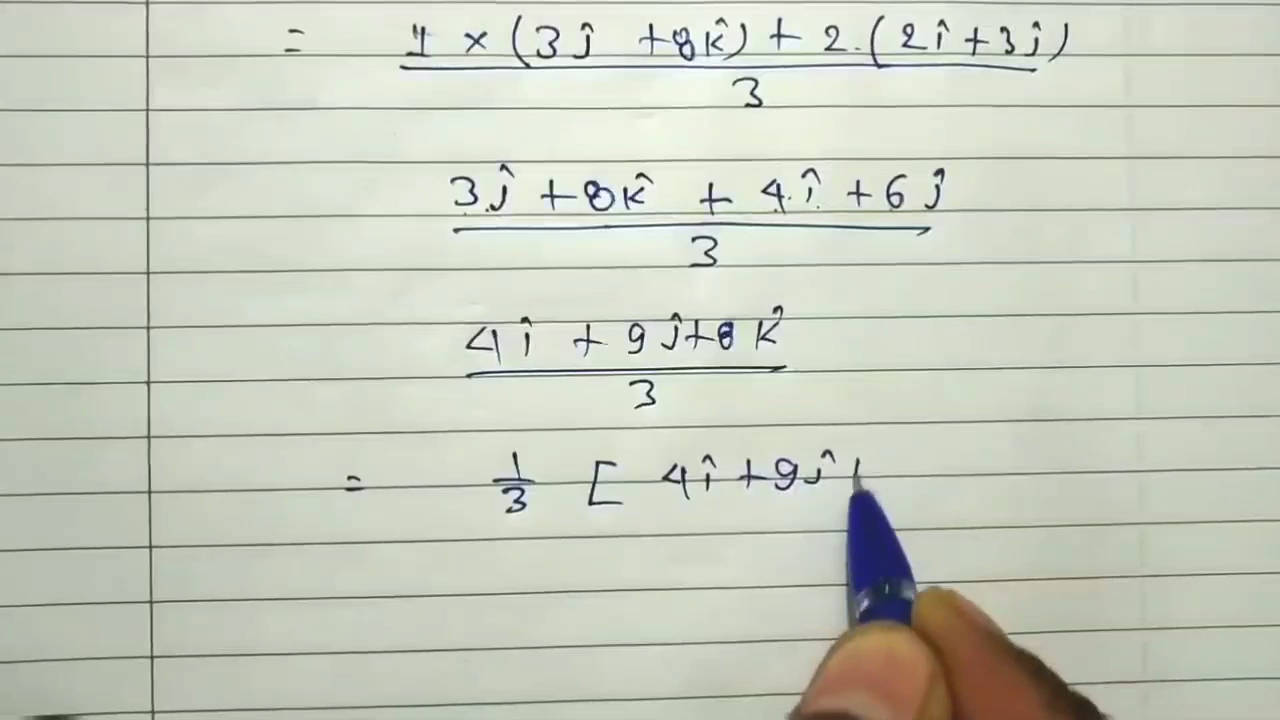 = 1 × (3ĵ + 8k̂) + 2.(2î + 3ĵ)
3
3ĵ + 8k̂ + 4î + 6ĵ
3
4î + 9ĵ + 8k̂
3
= 1/3 [ 4î + 9ĵ